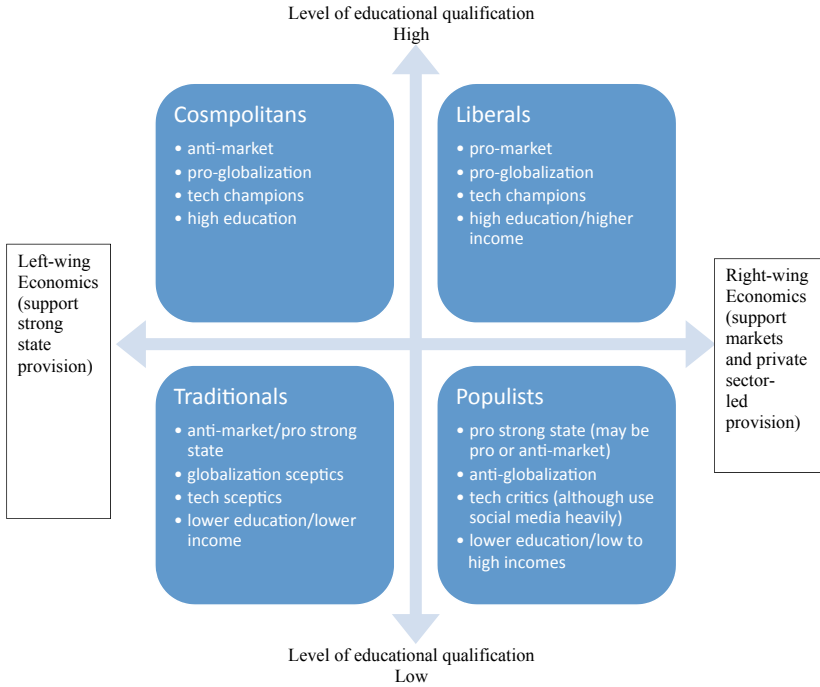 Level of educational qualification
High
Cosmpolitans
• anti-market
• pro-globalization
• tech champions
• high education
Liberals
• pro-market
• pro-globalization
• tech champions
• high education/higher
income
Left-wing
Economics
(support
strong
state
provision)
Right-wing
Economics
(support
markets
and private
sector-
led
provision)
Traditionals
• anti-market/pro strong
state
• globalization sceptics
• tech sceptics
• lower education/lower
income
Populists
• pro strong state (may be
pro or anti-market)
• anti-globalization
• tech critics (although use
social media heavily)
• lower education/low to
high incomes
Level of educational qualification
Low